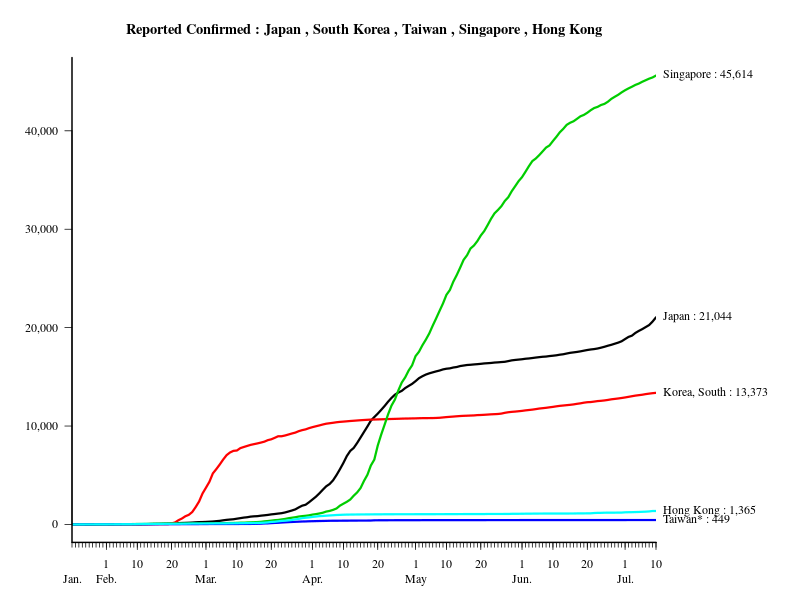 Reported Confirmed : Japan , South Korea , Taiwan , Singapore , Hong Kong
Singapore : 45,614
40,000
30,000
20,000
Japan : 21,044
Korea, South : 13,373
10,000
Hong Kong : 1,365
Taiwan* : 449
0
1 10 20 1 10 20 1 10 20 1 10 20 1 10 20 1 10
Jan. Feb. Mar. Apr. May Jun. Jul.